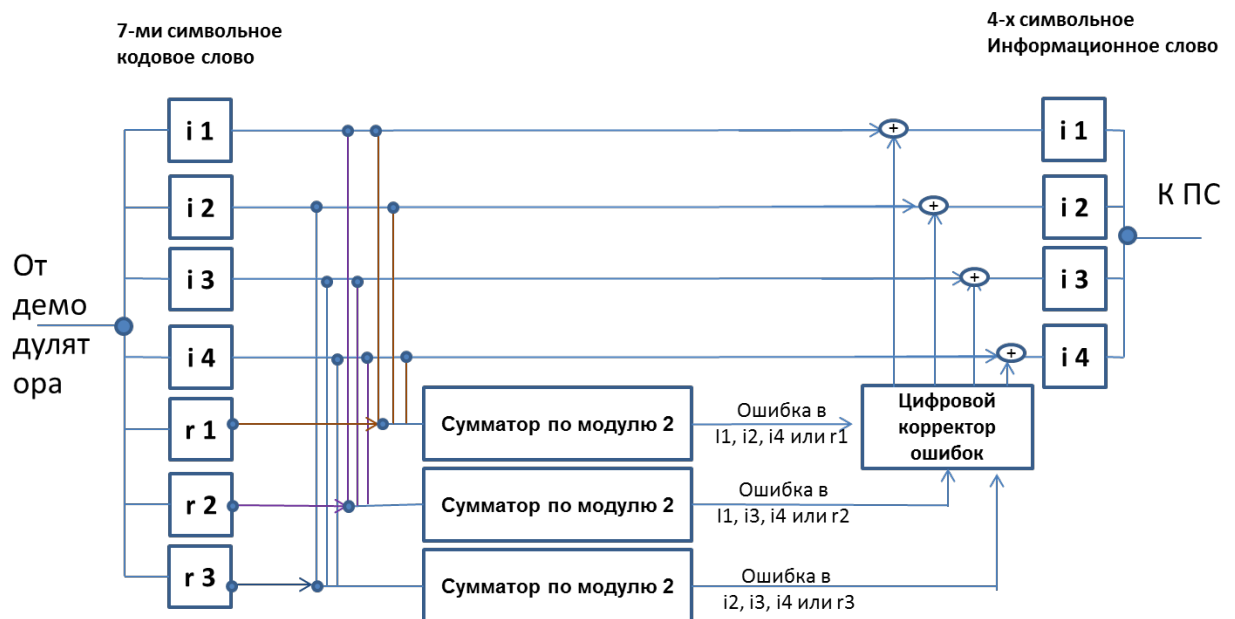 7-ми символьное
кодовое слово
4-х символьное
Информационное слово
i 1
i 2
i 3
i 4
r 1
r 2
r 3
От
демо
дулят
ора
+
+
+
+
i 1
i 2
i 3
i 4
К ПС
Сумматор по модулю 2
Сумматор по модулю 2
Сумматор по модулю 2
Ошибка в
I1, i2, i4 или r1
Ошибка в
I1, i3, i4 или r2
Ошибка в
i2, i3, i4 или r3
Цифровой
корректор
ошибок